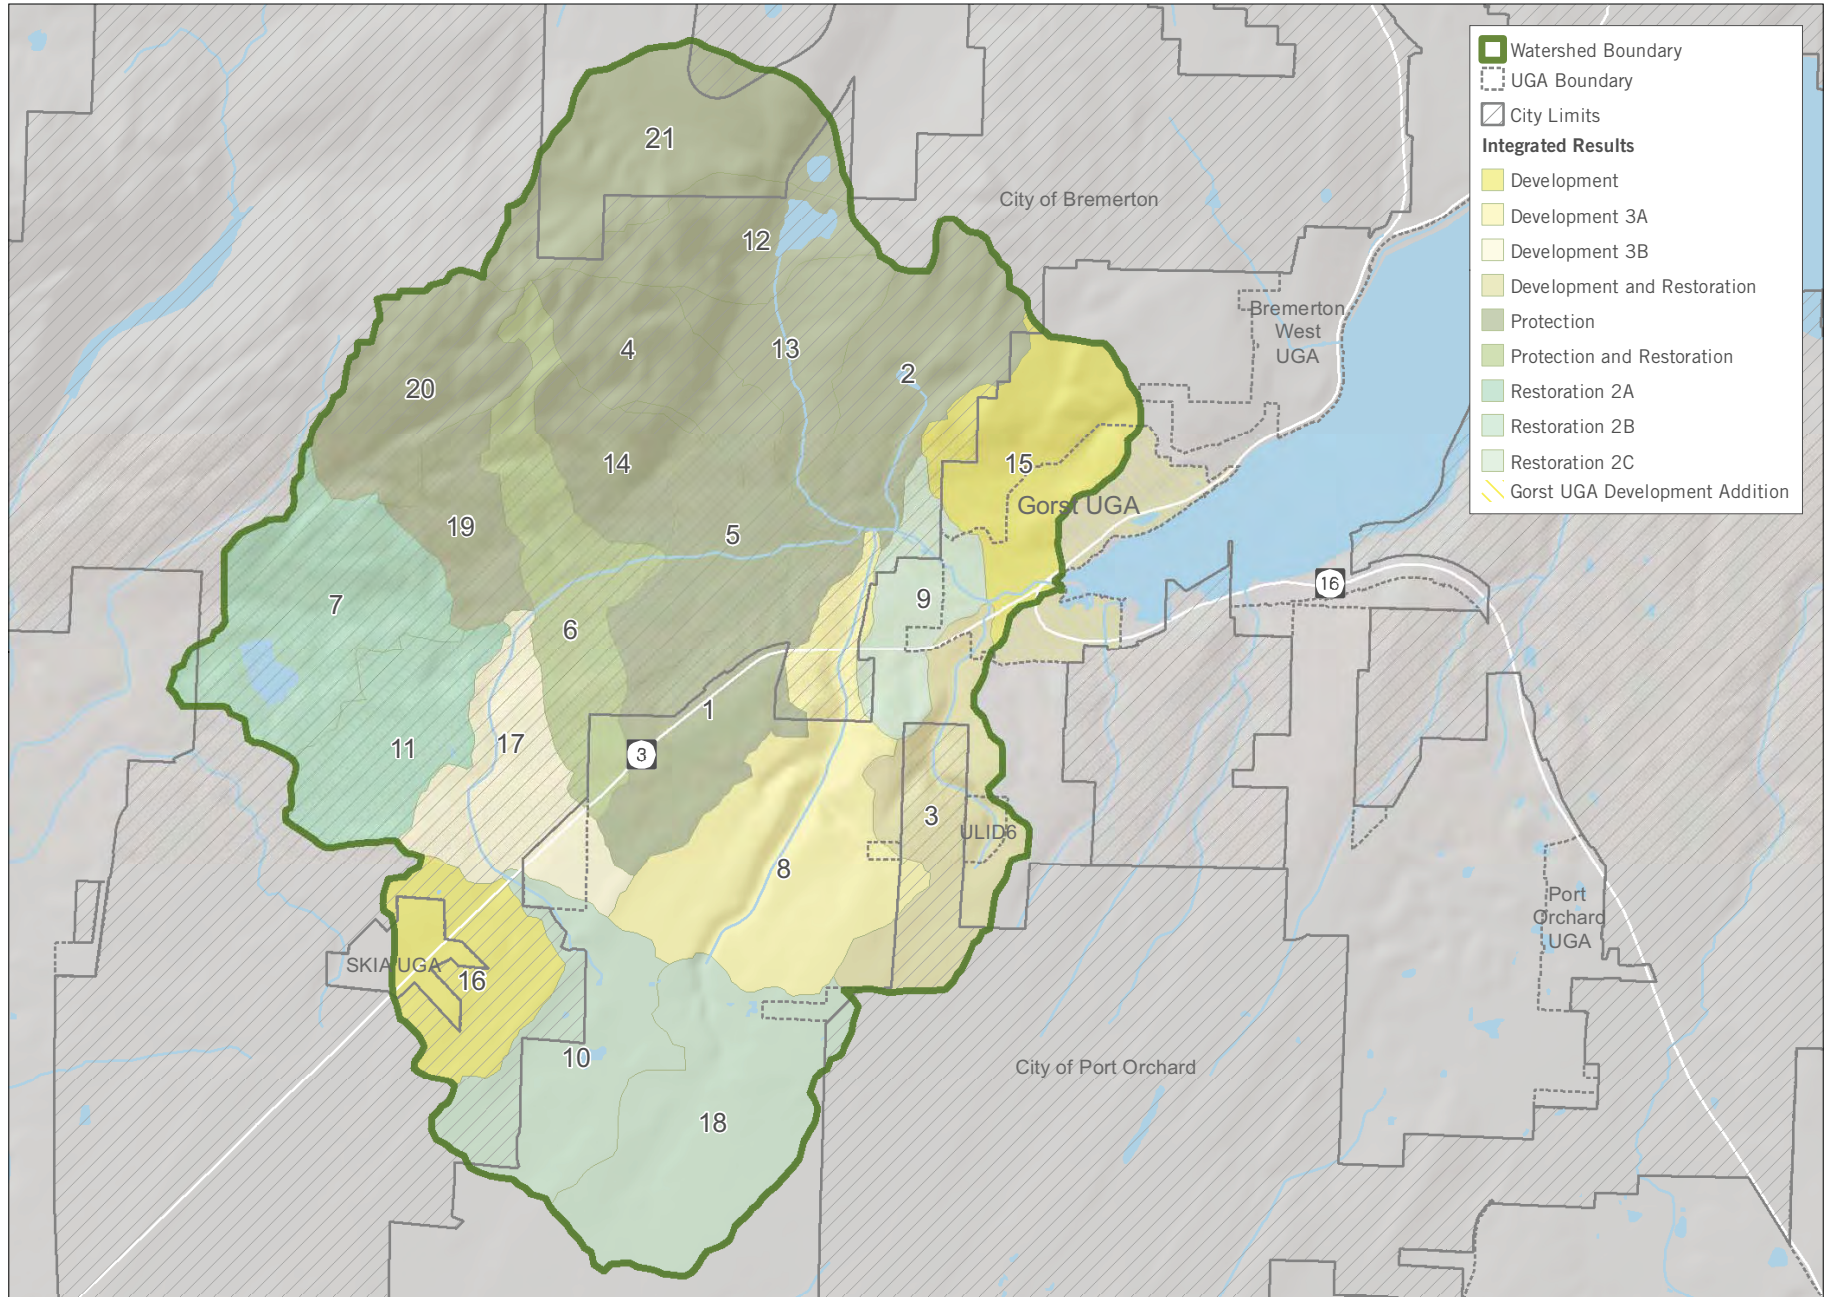 Watershed Boundary
UGA Boundary
City Limits
Integrated Results
Development
Development 3A
Development 3B
Development and Restoration
Protection
Protection and Restoration
Restoration 2A
Restoration 2B
Restoration 2C
Gorst UGA Development Addition
21
City of Bremerton
12
Bremerton
West
UGA
4
13
2
20
14
15
Gorst UGA
19
5
16
7
9
6
1
17
11
3
3
ULID6
8
Port
Orchard
UGA
SKIA UGA
16
10
City of Port Orchard
18